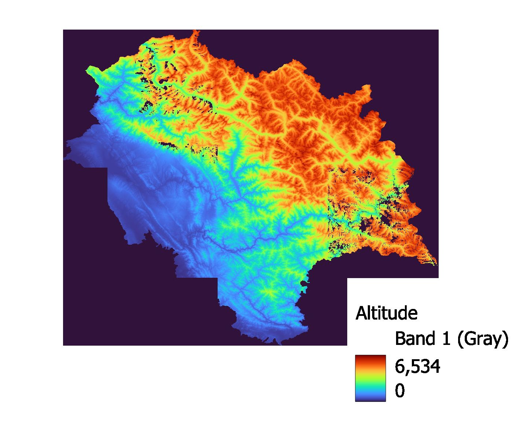 Altitude
Band 1 (Gray)
6,534
0